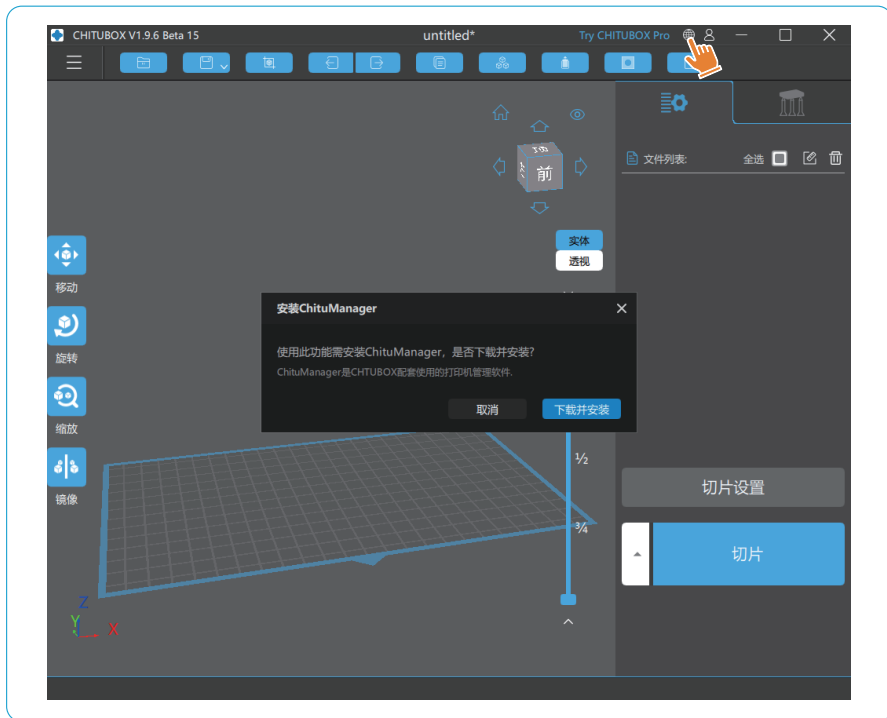 CHITUBOX V1.9.6 Beta 15
untitled*
Try CHITUBOX Pro
文件列表:
全选
前
实体
透视
移动
旋转
缩放
镜像
安装ChituManager
使用此功能需安装ChituManager，是否下载并安装?
ChituManager是CHTUBOX配套使用的打印机管理软件.
取消
下载并安装
1/2
3/4
切片设置
切片
Z
Y
X